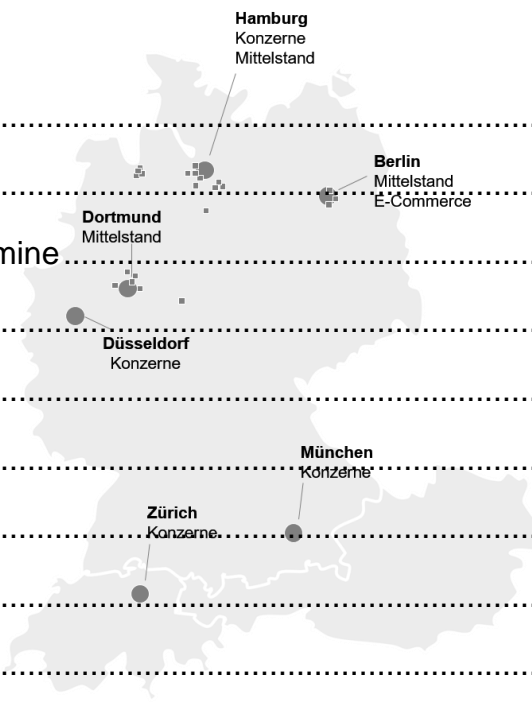 Hamburg
Konzerne
Mittelstand
Berlin
Mittelstand
E-Commerce
Dortmund
Mittelstand
mine
Düsseldorf
Konzerne
München
Konzerne
Zürich
Konzerne